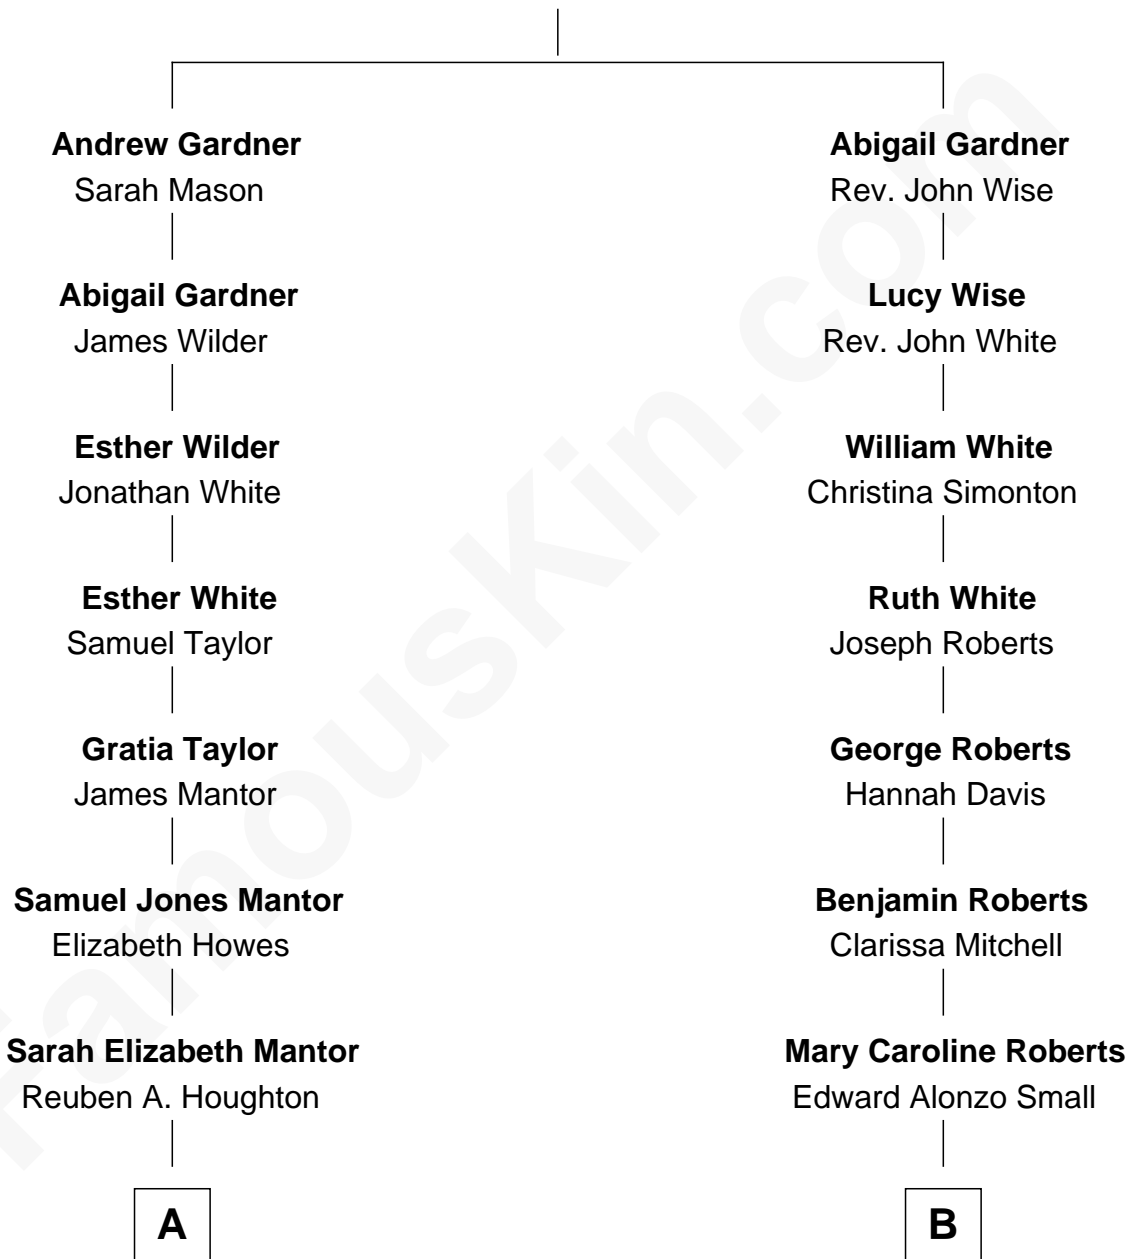 Andrew Gardner
Sarah Mason
Abigail Gardner
Rev. John Wise
Abigail Gardner
James Wilder
Lucy Wise
Rev. John White
Esther Wilder
Jonathan White
William White
Christina Simonton
Esther White
Samuel Taylor
Ruth White
Joseph Roberts
Gratia Taylor
James Mantor
George Roberts
Hannah Davis
Samuel Jones Mantor
Elizabeth Howes
Benjamin Roberts
Clarissa Mitchell
Sarah Elizabeth Mantor
Reuben A. Houghton
Mary Caroline Roberts
Edward Alonzo Small
A
B
FamousKin.com